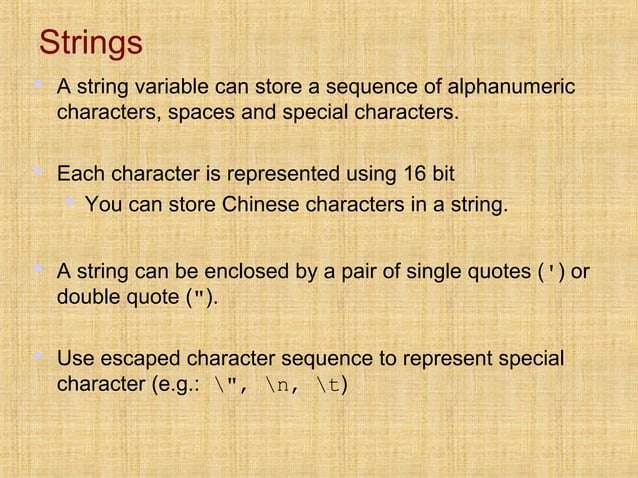 Strings
A string variable can store a sequence of alphanumeric
characters, spaces and special characters.
Each character is represented using 16 bit
You can store Chinese characters in a string.
A string can be enclosed by a pair of single quotes (') or
double quote (").
Use escaped character sequence to represent special
character (e.g.: \", \n, \t)